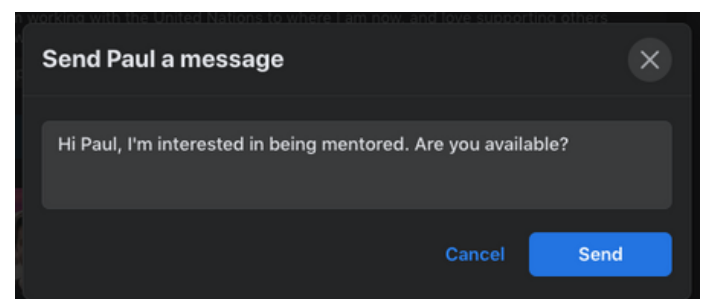 working with the United Nations to where I am now, and love supporting others
Send Paul a message
Hi Paul, I'm interested in being mentored. Are you available?
Cancel
Send